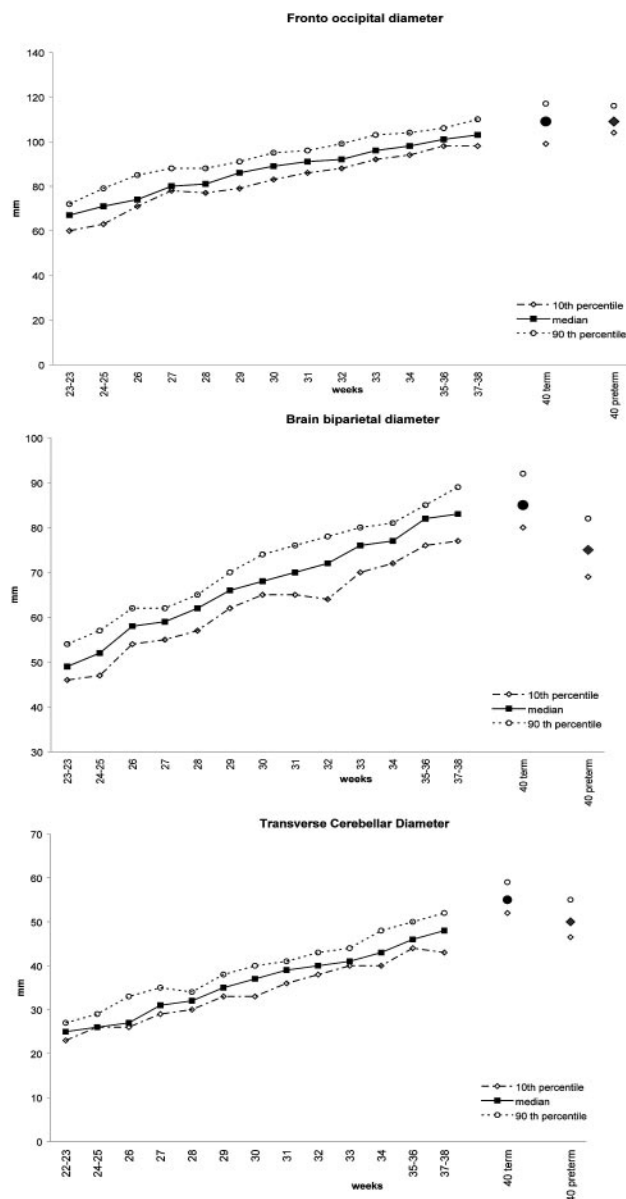 Fronto occipital diameter
140
120
100
80
60
40
20
0
mm
10th percentile
median
90 th percentile
23-23
24-25
26
27
28
29
30
31
32
33
34
35-36
37-38
40 term
40 preterm
weeks
Brain biparietal diameter
100
90
80
70
60
50
40
30
mm
10th percentile
median
90 th percentile
23-23
24-25
26
27
28
29
30
31
32
33
34
35-36
37-38
40 term
40 preterm
weeks
Transverse Cerebellar Diameter
70
60
50
40
30
20
10
0
mm
10th percentile
median
90 th percentile
22-23
24-25
26
27
28
29
30
31
32
33
34
35-36
37-38
40 term
40 preterm
weeks